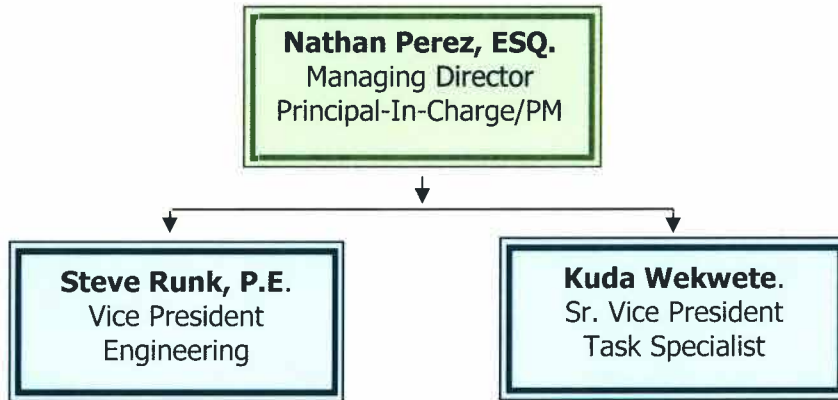 Nathan Perez, ESQ.
Managing Director
Principal-In-Charge/PM
Steve Runk, P.E.
Vice President
Engineering
Kuda Wekwete.
Sr. Vice President
Task Specialist